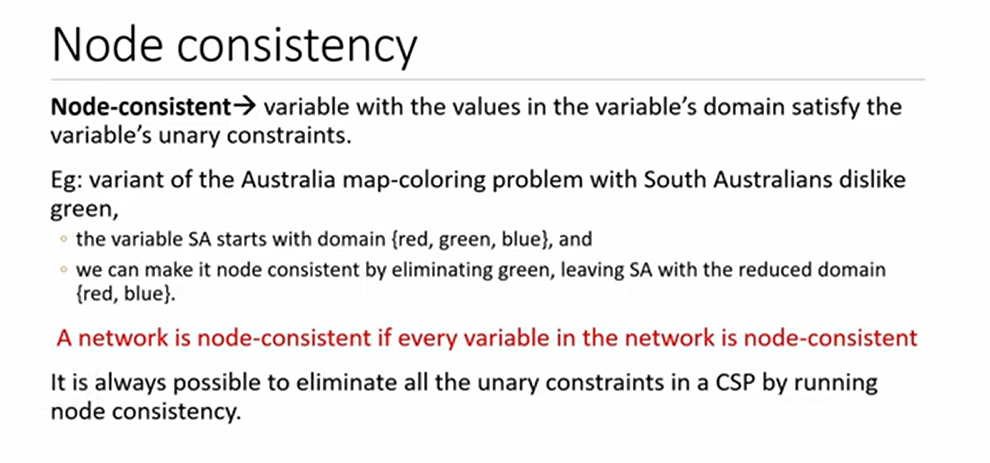 Node consistency
Node-consistent→ variable with the values in the variable's domain satisfy the
variable's unary constraints.
Eg: variant of the Australia map-coloring problem with South Australians dislike
green,
◦ the variable SA starts with domain {red, green, blue}, and
◦ we can make it node consistent by eliminating green, leaving SA with the reduced domain
{red, blue}.
A network is node-consistent if every variable in the network is node-consistent
It is always possible to eliminate all the unary constraints in a CSP by running
node consistency.